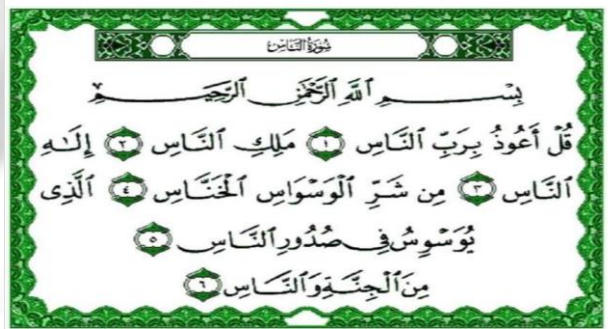 سُورَةُ النَّاسِ
بِسْمِ اللَّهِ الرَّحْمَٰنِ الرَّحِيمِ
قُلْ أَعُوذُ بِرَبِّ النَّاسِ ١ مَلِكِ النَّاسِ ٢ إِلَٰهِ
النَّاسِ ٣ مِن شَرِّ الْوَسْوَاسِ الْخَنَّاسِ ٤ الَّذِي
يُوَسْوِسُ فِي صُدُورِ النَّاسِ ٥
مِنَ الْجِنَّةِ وَالنَّاسِ ٦